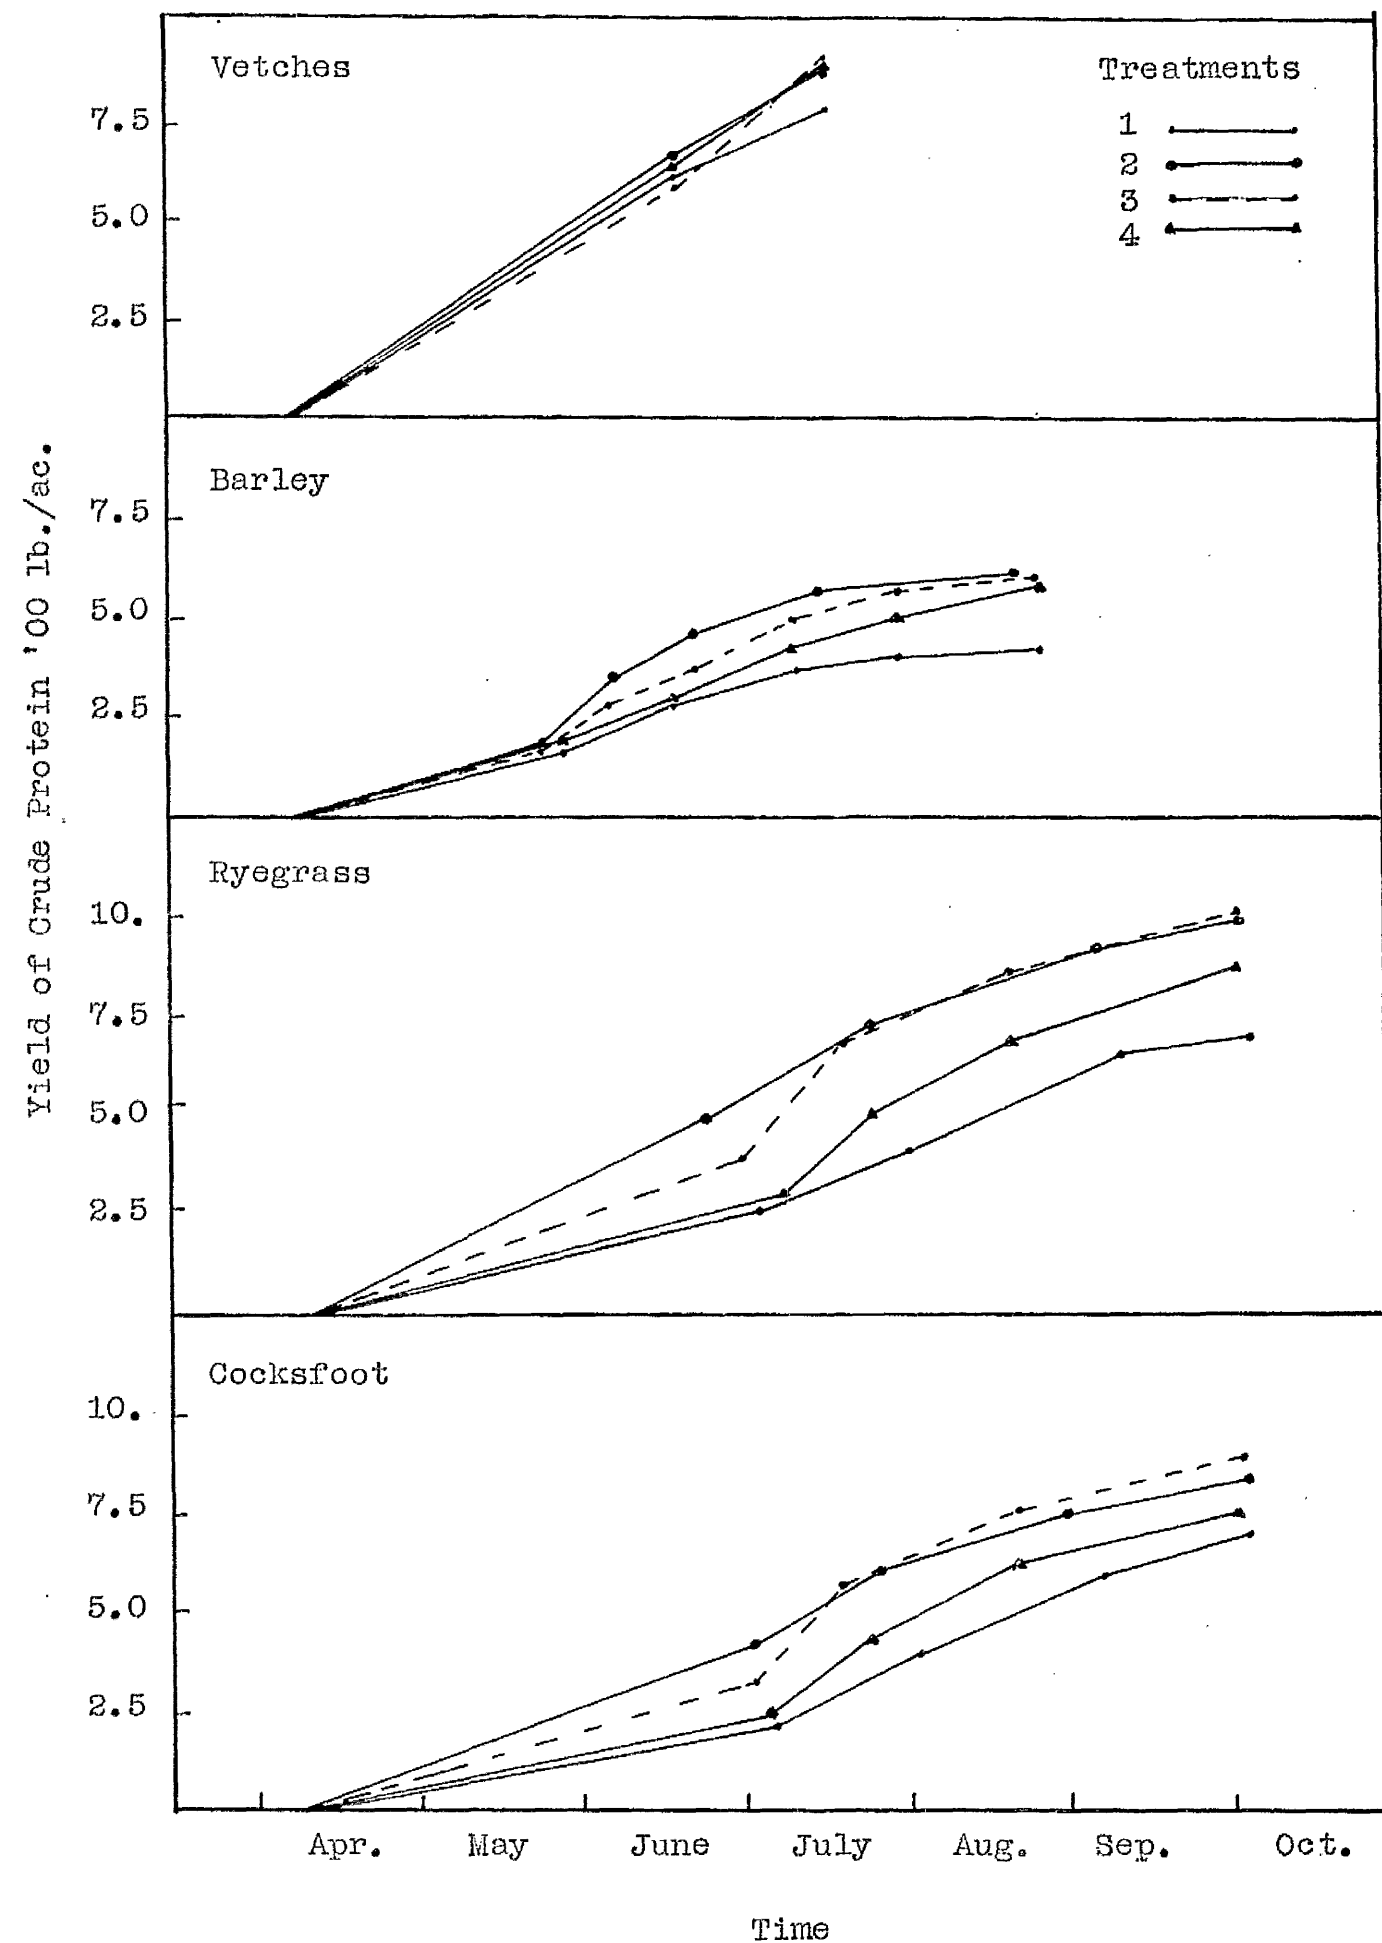 Vetches
Treatments
1
2
3
4
7.5
5.0
2.5
Barley
7.5
5.0
2.5
Yield of Crude Protein '00 lb./ac.
Ryegrass
10.
7.5
5.0
2.5
Cocksfoot
10.
7.5
5.0
2.5
Apr. May June July Aug. Sep. Oct.
Time